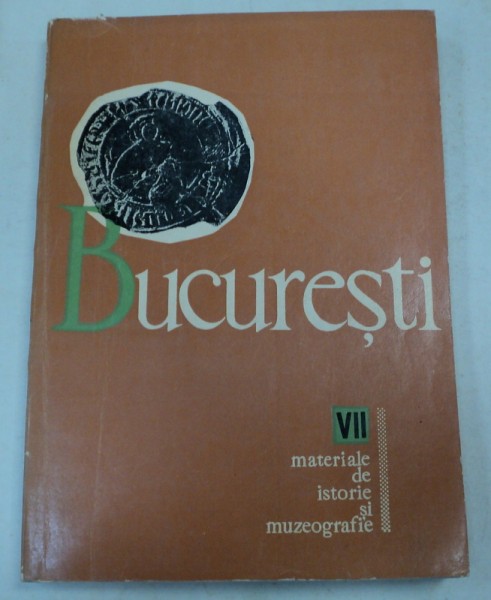 București
VII
materiale
de
istorie
și
muzeografie